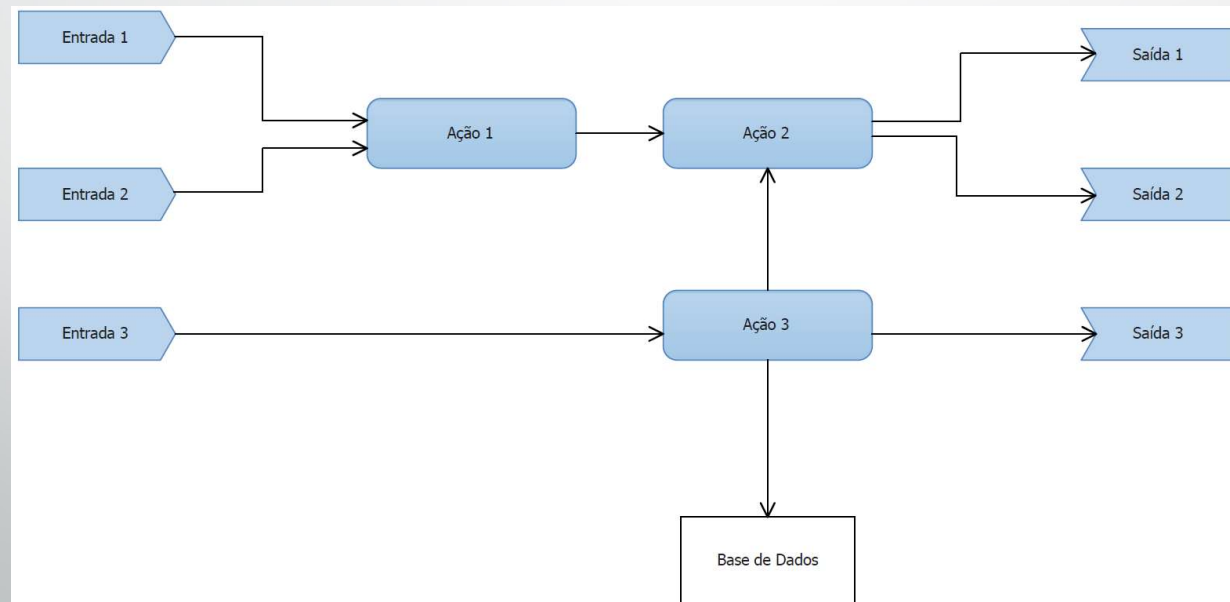 Entrada 1
Saída 1
Ação 1
Ação 2
Entrada 2
Saída 2
Ação 3
Entrada 3
Saída 3
Base de Dados